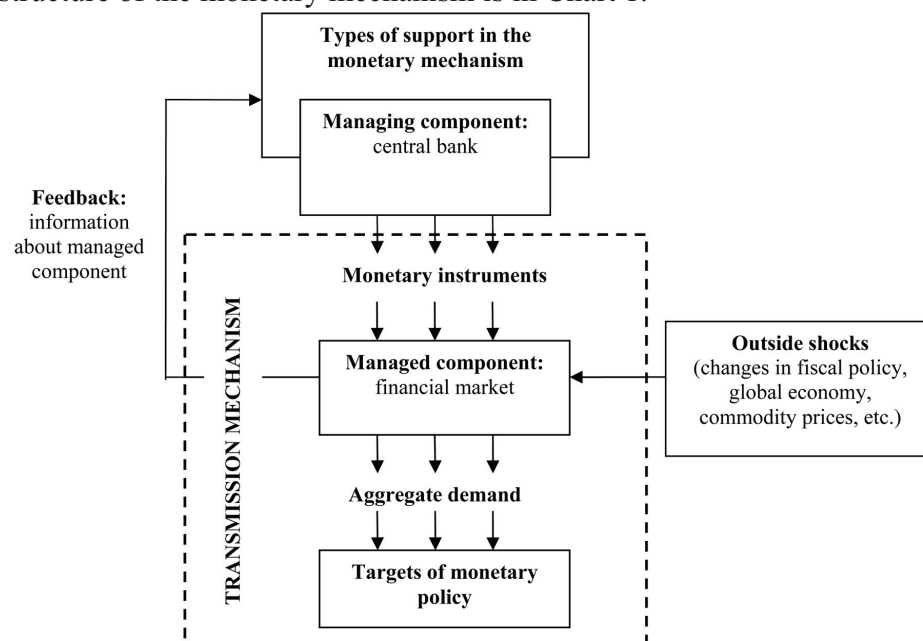 structure of the monetary mechanism is in Chart 1.
Types of support in the
monetary mechanism
Managing component:
central bank
Feedback:
information
about managed
component
Monetary instruments
TRANSMISSION MECHANISM
Managed component:
financial market
Outside shocks
(changes in fiscal policy,
global economy,
commodity prices, etc.)
Aggregate demand
Targets of monetary
policy